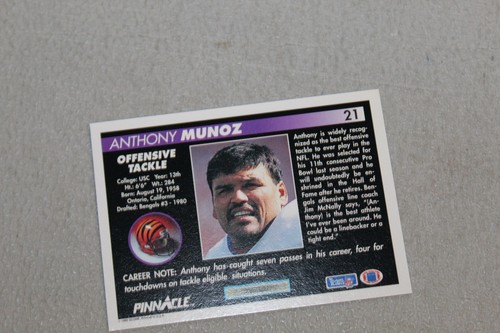 21
ANTHONY MUNOZ
OFFENSIVE
TACKLE
College: USC Year: 12th
Ht.: 6'6" Wt.: 284
Born: August 19, 1958
Ontario, California
Drafted: Bengals #3 - 1980
Anthony is widely recog-
nized as the best offensive
tackle to ever play in the
NFL. He was selected for
his 11th consecutive Pro
Bowl last season and he
will undoubtedly be en-
shrined in the Hall of
Fame after he retires. Ben-
gals offensive line coach
Jim McNally says, "(An-
thony) is the best athlete
I've ever been around. He
could be a linebacker or a
tight end."
CAREER NOTE: Anthony has caught seven passes in his career, four for
touchdowns on tackle eligible situations.
PINNACLE
Team NFL